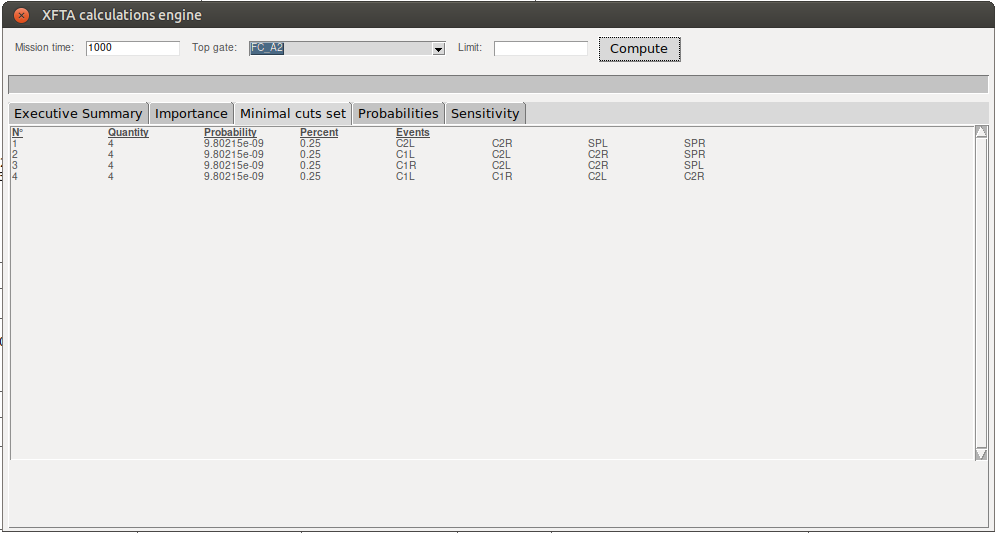 XFTA calculations engine
Mission time: 1000 Top gate: FC_A2 Limit: Compute
Executive Summary Importance Minimal cuts set Probabilities Sensitivity
N° Quantity Probability Percent Events
1 4 9.80215e-09 0.25 C2L C2R SPL SPR
2 4 9.80215e-09 0.25 C1L C2L C2R SPR
3 4 9.80215e-09 0.25 C1R C2L C2R SPL
4 4 9.80215e-09 0.25 C1L C1R C2L C2R